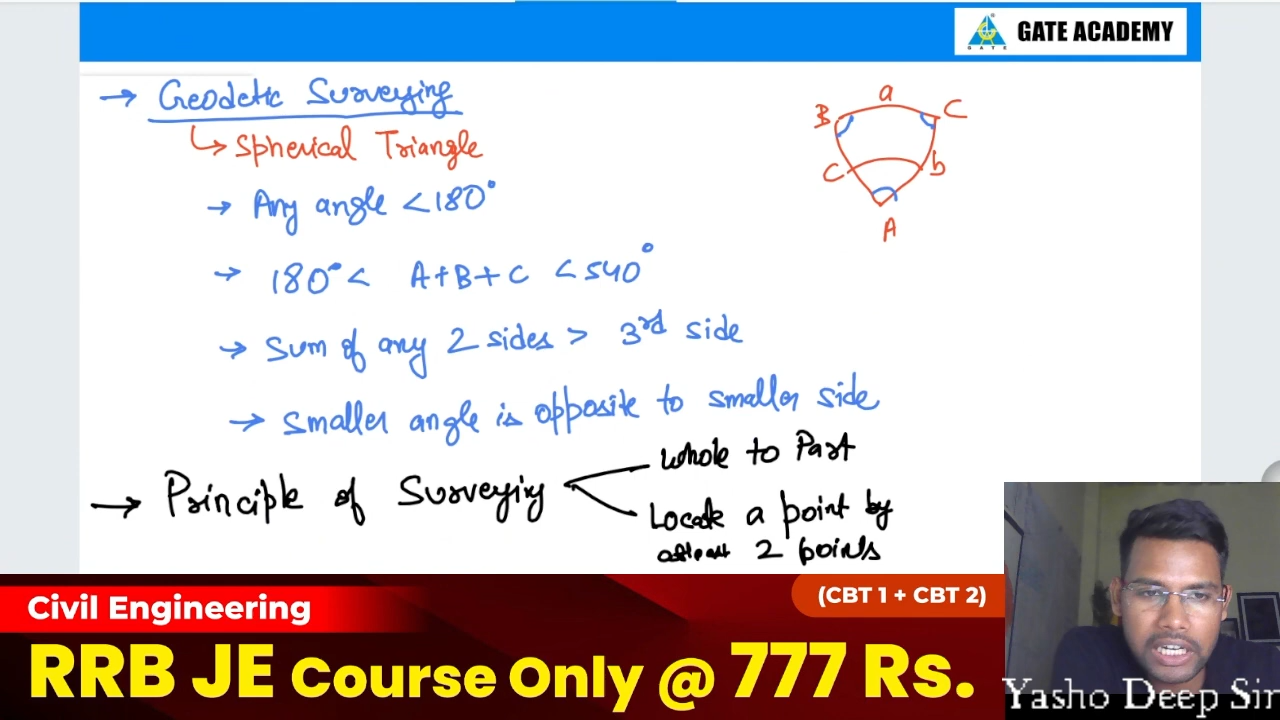 GATE ACADEMY
GATE
→ Geodetic Surveying
↳ Spherical Triangle
→ Any angle <180°
→ 180° < A+B+C <540°
→ Sum of any 2 sides > 3rd side
→ Smaller angle is opposite to smaller side
→ Principle of Surveying
Whole to Part
Locate a point by
atleast 2 points
a
B
C
C
b
A
Civil Engineering
(CBT 1 + CBT 2)
RRB JE Course Only @ 777 Rs.
Yasho Deep Sir